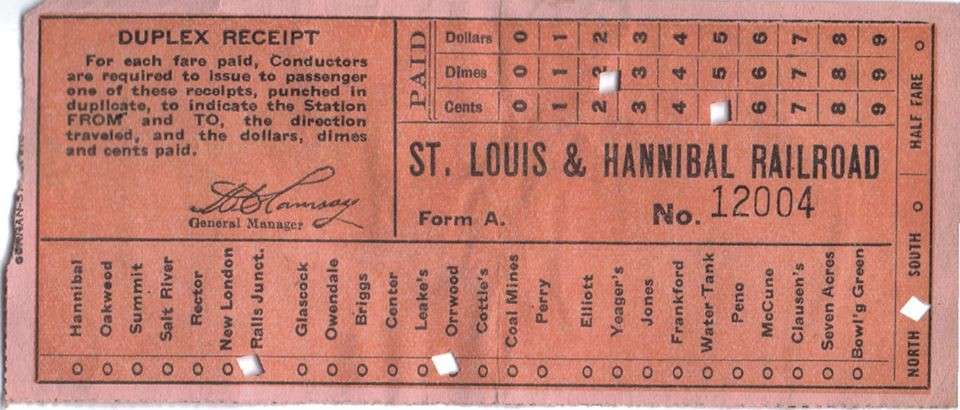 DUPLEX RECEIPT
For each fare paid, Conductors
are required to issue to passenger
one of these receipts, punched in
duplicate, to indicate the Station
FROM and TO, the direction
traveled, and the dollars, dimes
and cents paid.
General Manager
PAID
Dollars 0 1 2 3 4 5 6 7 8 9
Dimes 0 1 2 3 4 5 6 7 8 9
Cents 0 1 2 3 4 5 6 7 8 9
ST. LOUIS & HANNIBAL RAILROAD
Form A.
No. 12004
Hannibal
Oakwood
Summit
Salt River
Rector
New London
Ralls Junct.
Glascock
Owendale
Briggs
Center
Leake's
Orrwood
Cottle's
Coal Mines
Perry
Elliott
Yeager's
Jones
Frankford
Water Tank
Peno
McCune
Clausen's
Seven Acres
Bowl'g Green
NORTH
SOUTH
HALF FARE